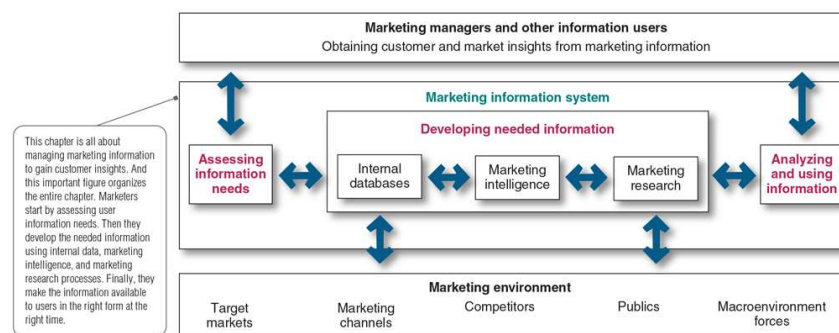 Marketing managers and other information users
Obtaining customer and market insights from marketing information
Marketing information system
Developing needed information
Assessing
information
needs
Internal
databases
Marketing
intelligence
Marketing
research
Analyzing
and using
information
This chapter is all about
managing marketing information
to gain customer insights. And
this important figure organizes
the entire chapter. Marketers
start by assessing user
information needs. Then they
develop the needed information
using internal data, marketing
intelligence, and marketing
research processes. Finally, they
make the information available
to users in the right form at the
right time.
Marketing environment
Target
markets
Marketing
channels
Competitors
Publics
Macroenvironment
forces